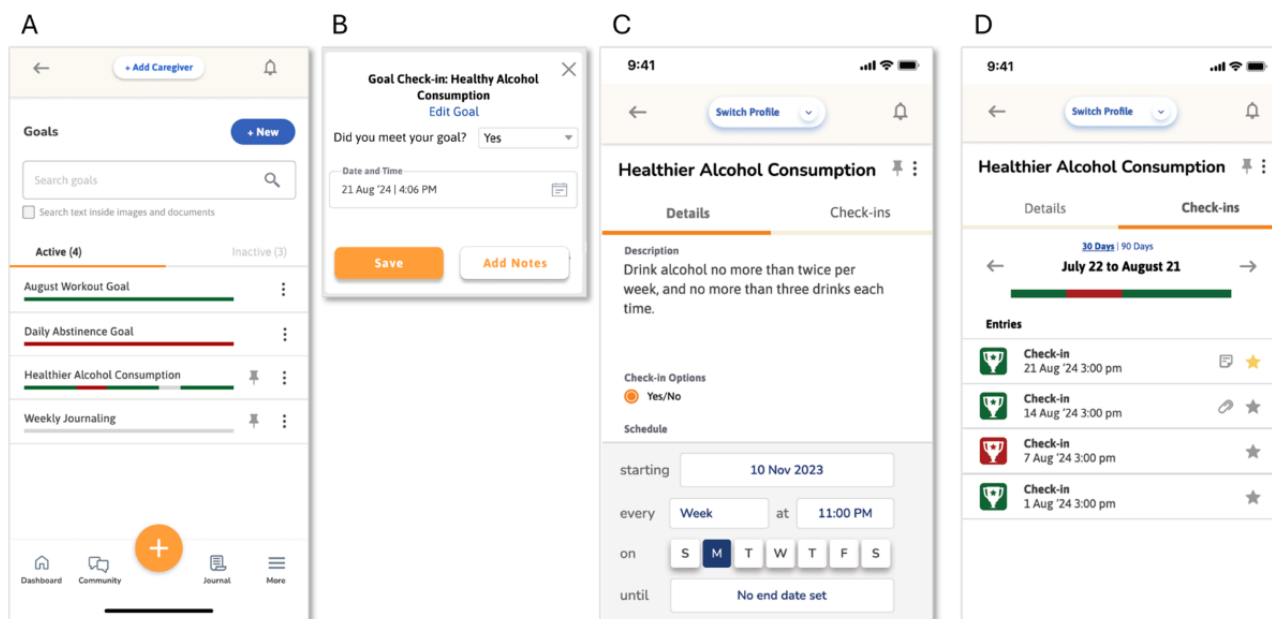 A
+ Add Caregiver
Goals
+ New
Search goals
Search text inside images and documents
Active (4)
Inactive (3)
August Workout Goal
Daily Abstinence Goal
Healthier Alcohol Consumption
Weekly Journaling
+
Dashboard
Community
Journal
More
B
Goal Check-in: Healthy Alcohol
Consumption
Edit Goal
Did you meet your goal?
Yes
Date and Time
21 Aug '24 | 4:06 PM
Save
Add Notes
C
9:41
Switch Profile
Healthier Alcohol Consumption
Details
Check-ins
Description
Drink alcohol no more than twice per
week, and no more than three drinks each
time.
Check-in Options
Yes/No
Schedule
starting
10 Nov 2023
every
Week
at
11:00 PM
on
S M T W T F S
until
No end date set
D
9:41
Switch Profile
Healthier Alcohol Consumption
Details
Check-ins
30 Days | 90 Days
July 22 to August 21
Entries
Check-in
21 Aug '24 3:00 pm
Check-in
14 Aug '24 3:00 pm
Check-in
7 Aug '24 3:00 pm
Check-in
1 Aug '24 3:00 pm